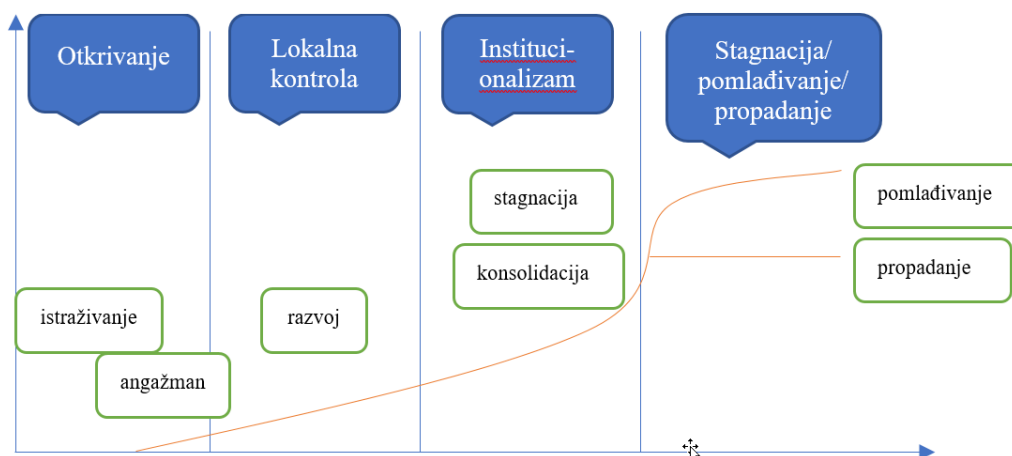 Otkrivanje
Lokalna
kontrola
Instituci-
onalizam
Stagnacija/
pomlađivanje/
propadanje
stagnacija
pomlađivanje
konsolidacija
propadanje
istraživanje
razvoj
angažman